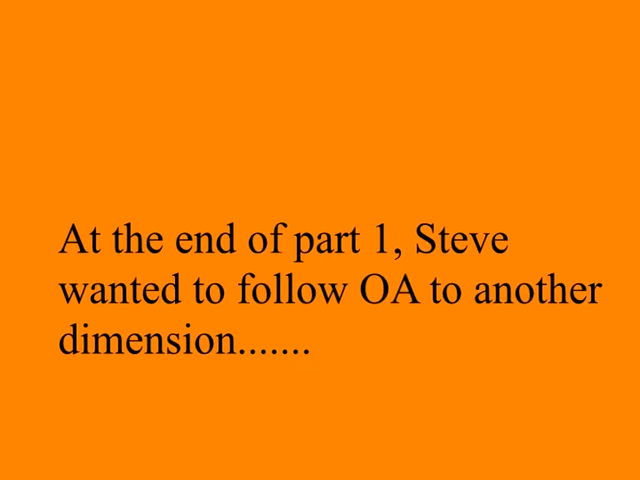 At the end of part 1, Steve
wanted to follow OA to another
dimension.......